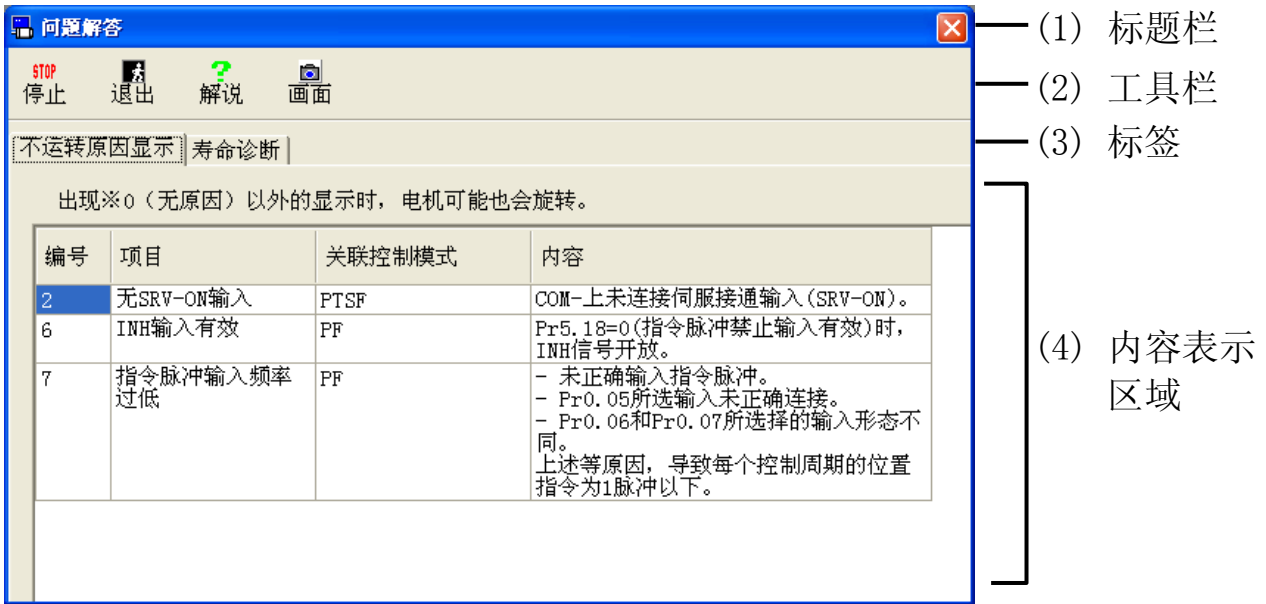 问题解答
(1) 标题栏
STOP
停止 退出 解说 画面
(2) 工具栏
不运转原因显示 寿命诊断
(3) 标签
出现※0（无原因）以外的显示时，电机可能也会旋转。
编号 项目 关联控制模式 内容
2 无SRV-ON输入 PTSF COM-上未连接伺服接通输入(SRV-ON)。
6 INH输入有效 PF Pr5.18=0(指令脉冲禁止输入有效)时，
INH信号开放。
7 指令脉冲输入频率 PF - 未正确输入指令脉冲。
过低 - Pr0.05所选输入未正确连接。
- Pr0.06和Pr0.07所选择的输入形态不
同。
上述等原因，导致每个控制周期的位置
指令为1脉冲以下。
(4) 内容表示
区域